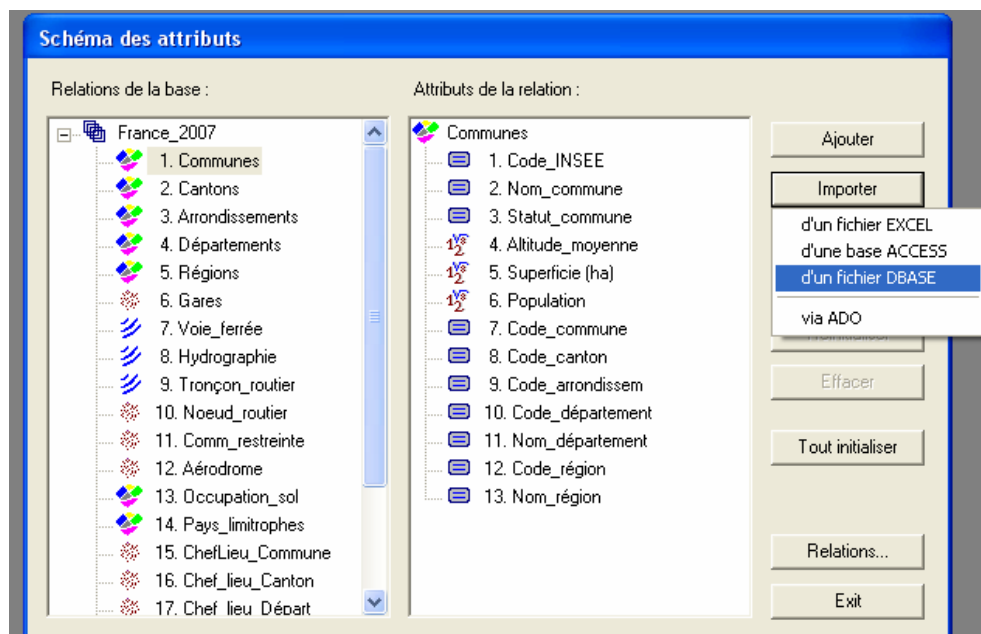 Schéma des attributs
Relations de la base :
France_2007
1. Communes
2. Cantons
3. Arrondissements
4. Départements
5. Régions
6. Gares
7. Voie_ferrée
8. Hydrographie
9. Tronçon_routier
10. Noeud_routier
11. Comm_restreinte
12. Aérodrome
13. Occupation_sol
14. Pays_limitrophes
15. ChefLieu_Commune
16. Chef_lieu_Canton
17. Chef_lieu_Départ
Attributs de la relation :
Communes
1. Code_INSEE
2. Nom_commune
3. Statut_commune
4. Altitude_moyenne
5. Superficie (ha)
6. Population
7. Code_commune
8. Code_canton
9. Code_arrondissem
10. Code_département
11. Nom_département
12. Code_région
13. Nom_région
Ajouter
Importer
d'un fichier EXCEL
d'une base ACCESS
d'un fichier DBASE
via ADO
Effacer
Tout initialiser
Relations...
Exit